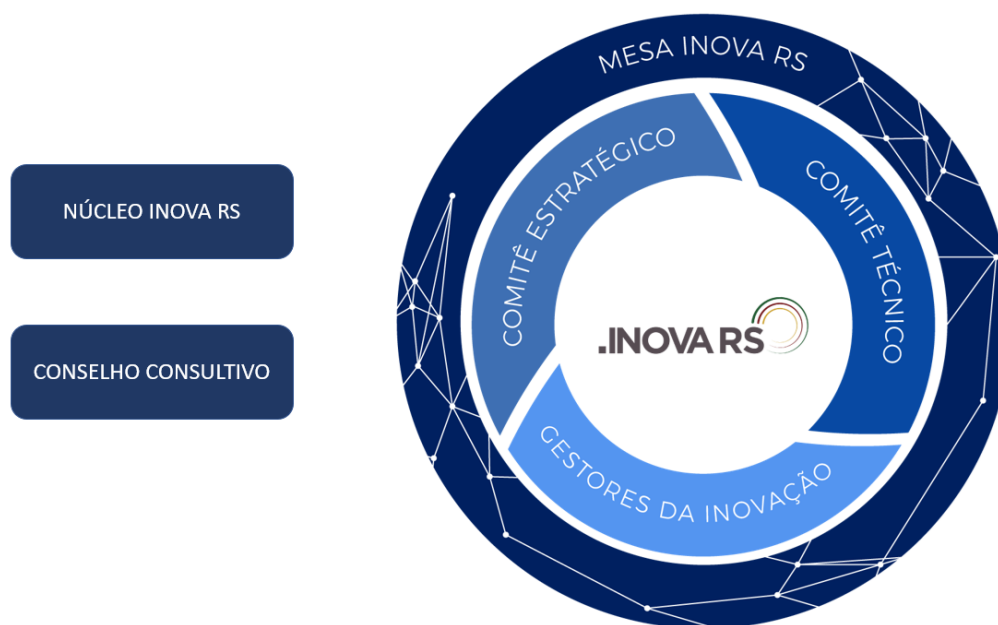 NÚCLEO INOVA RS
CONSELHO CONSULTIVO
MESA INOVA RS
COMITÊ ESTRATÉGICO
COMITÊ TÉCNICO
GESTORES DA INOVAÇÃO
.INOVA RS